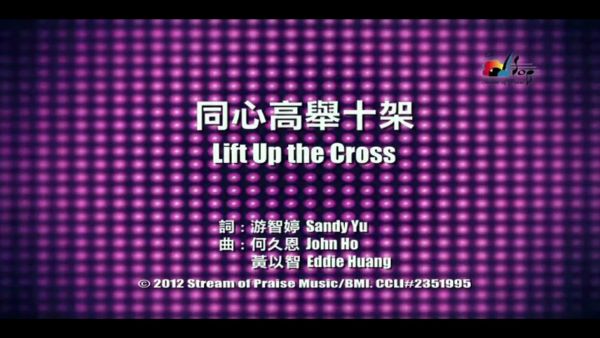 同心高舉十架
Lift Up the Cross
詞：游智婷 Sandy Yu
曲：何久恩 John Ho
黃以智 Eddie Huang
© 2012 Stream of Praise Music/BMI. CCLI#2351995